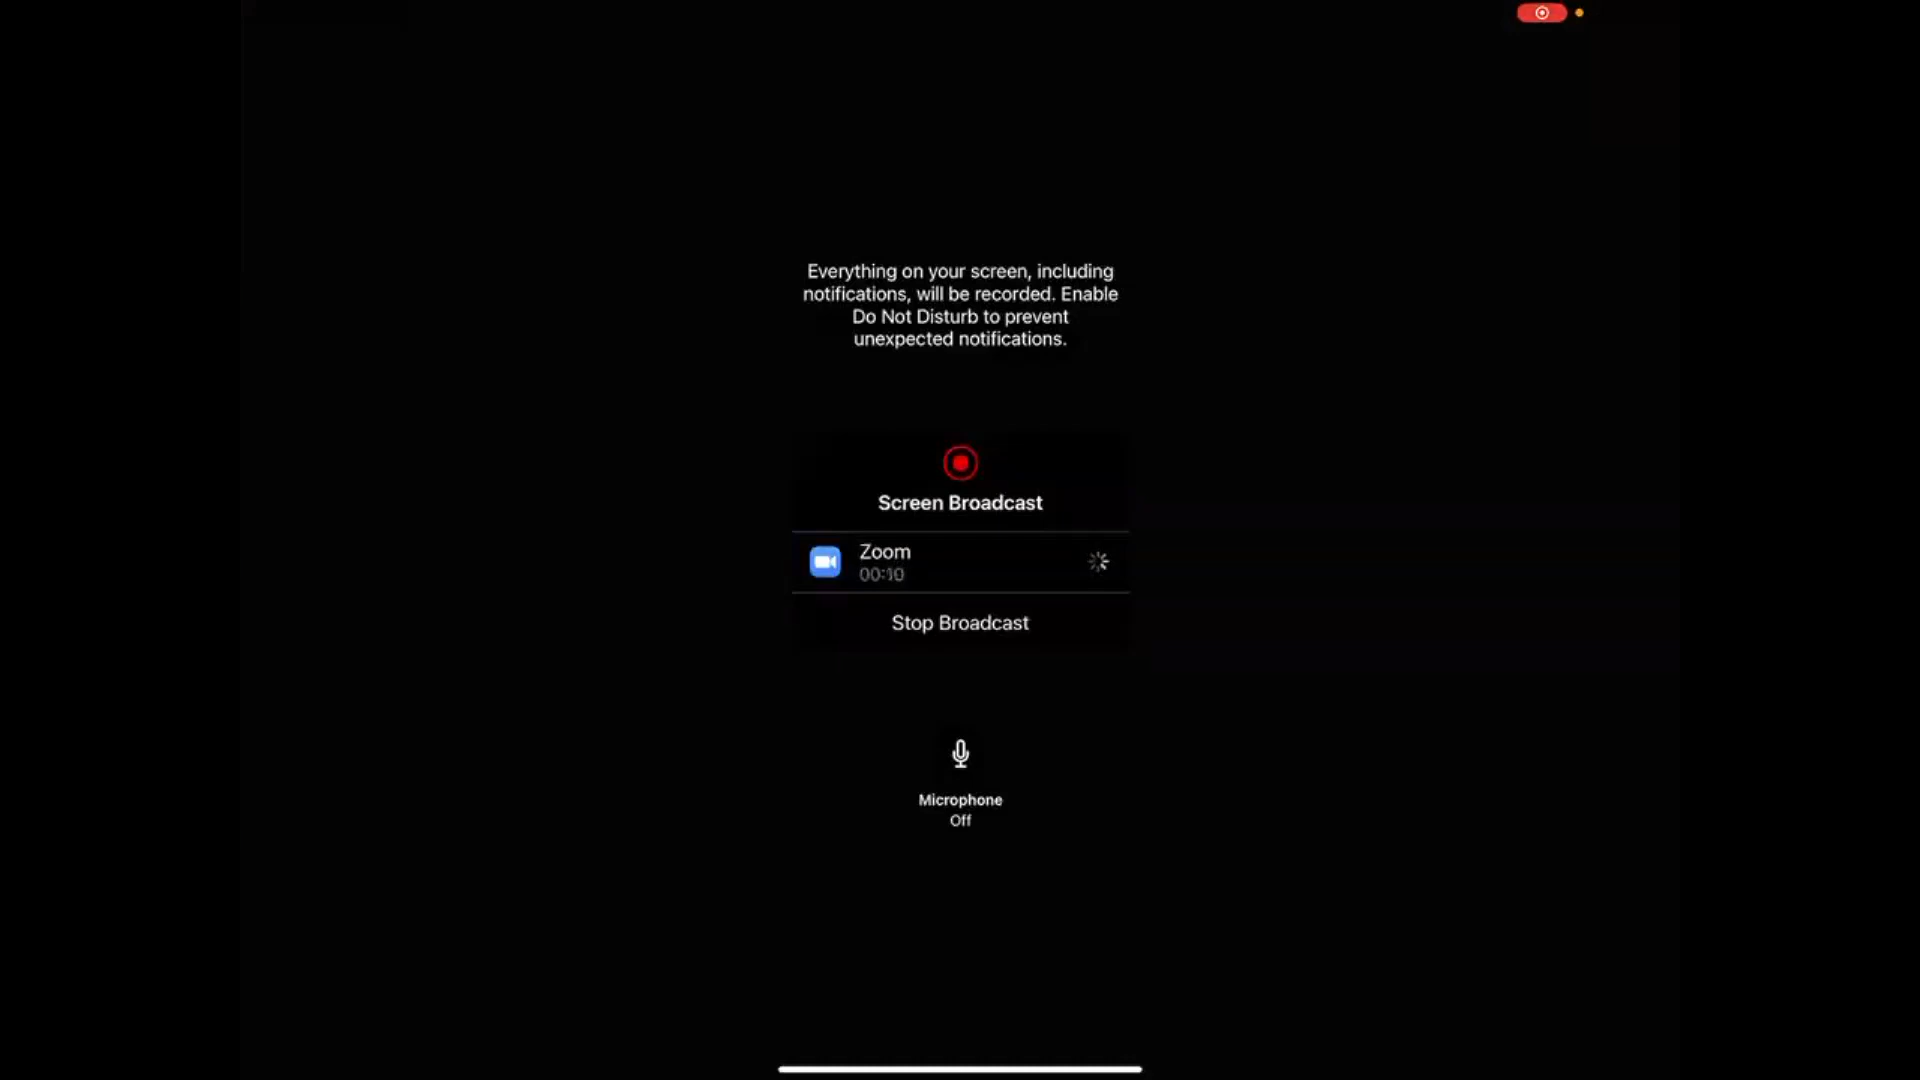 Everything on your screen, including
notifications, will be recorded. Enable
Do Not Disturb to prevent
unexpected notifications.
Screen Broadcast
Zoom
00:10
Stop Broadcast
Microphone
Off